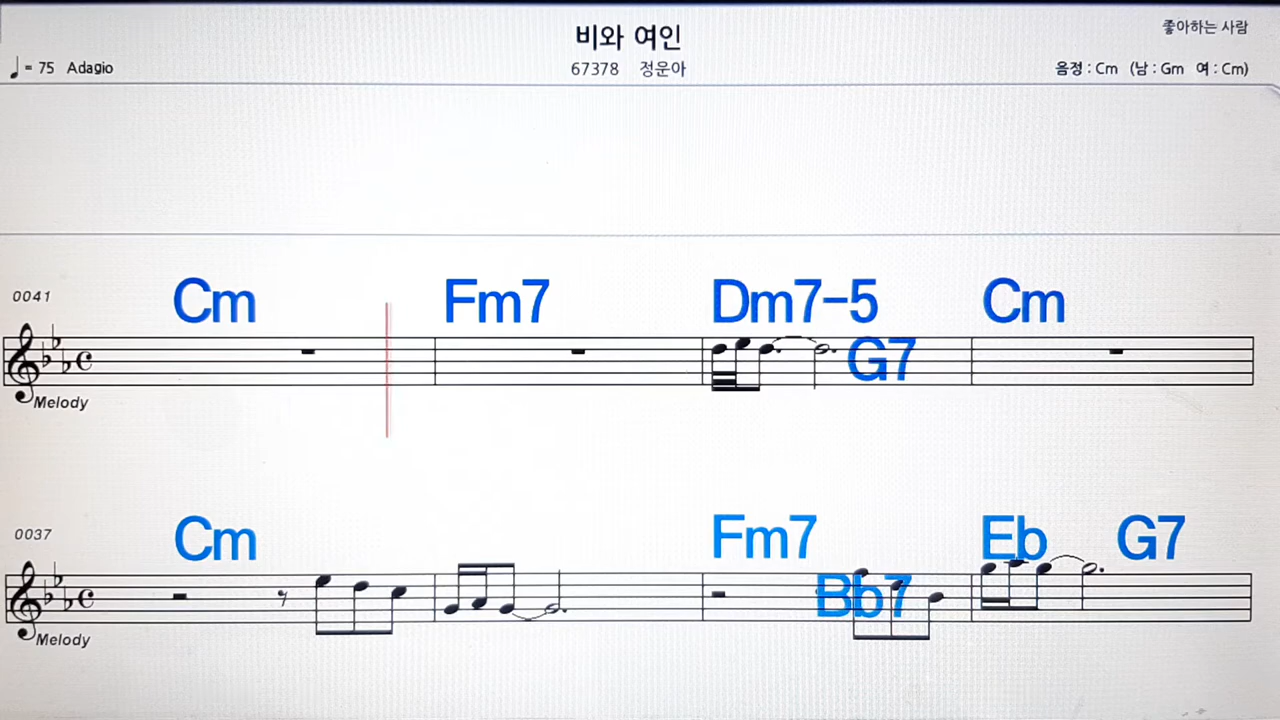 비와 여인
좋아하는 사람
= 75 Adagio
67378 정운아
음정 : Cm (남 : Gm 여 : Cm)
0041
Cm Fm7 Dm7-5 Cm
G7
Melody
0037
Cm Fm7 Eb G7
Bb7
Melody